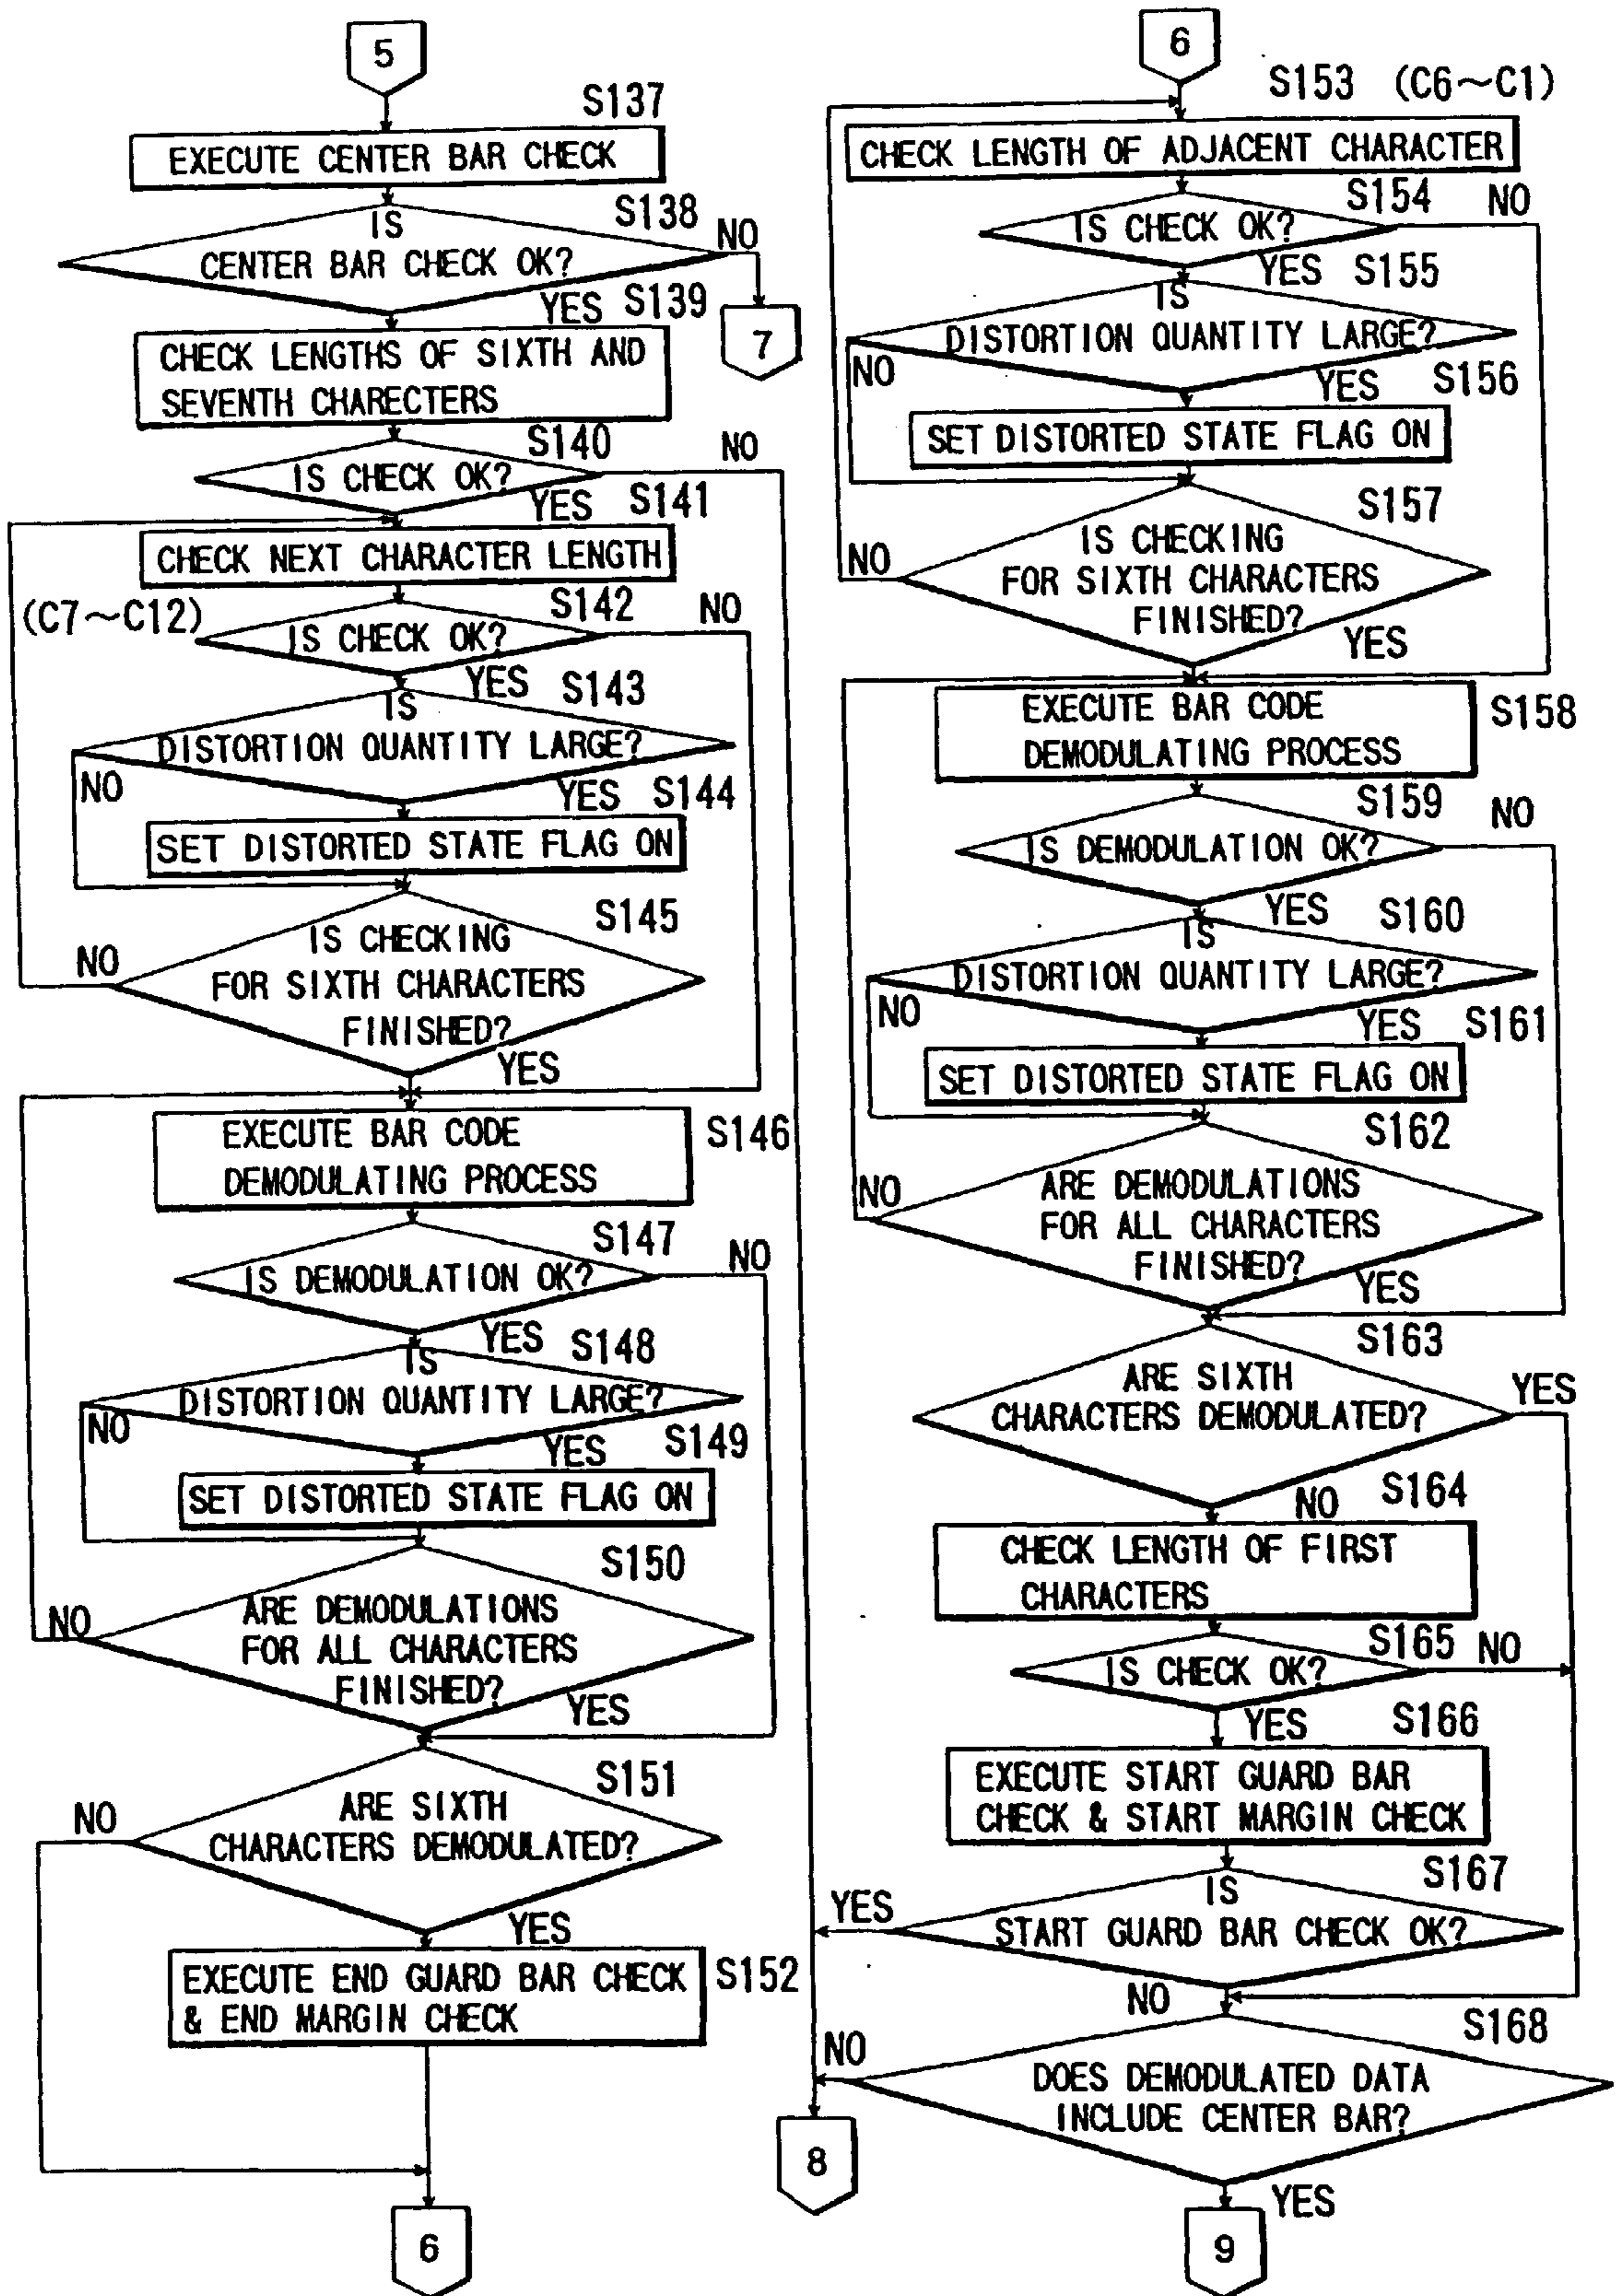 5
S137
EXECUTE CENTER BAR CHECK
S138
IS
CENTER BAR CHECK OK?
NO
7
YES S139
CHECK LENGTHS OF SIXTH AND
SEVENTH CHARECTERS
S140
NO
IS CHECK OK?
YES S141
CHECK NEXT CHARACTER LENGTH
(C7~C12)
S142
NO
IS CHECK OK?
YES S143
IS
DISTORTION QUANTITY LARGE?
NO
YES S144
SET DISTORTED STATE FLAG ON
S145
IS CHECKING
FOR SIXTH CHARACTERS
FINISHED?
NO
YES
EXECUTE BAR CODE
DEMODULATING PROCESS
S146
S147
NO
IS DEMODULATION OK?
YES S148
IS
DISTORTION QUANTITY LARGE?
NO
YES S149
SET DISTORTED STATE FLAG ON
S150
ARE DEMODULATIONS
FOR ALL CHARACTERS
FINISHED?
NO
YES
S151
ARE SIXTH
CHARACTERS DEMODULATED?
NO
YES
EXECUTE END GUARD BAR CHECK
& END MARGIN CHECK
S152
6
6
S153 (C6~C1)
CHECK LENGTH OF ADJACENT CHARACTER
S154
NO
IS CHECK OK?
YES S155
IS
DISTORTION QUANTITY LARGE?
NO
YES S156
SET DISTORTED STATE FLAG ON
S157
IS CHECKING
FOR SIXTH CHARACTERS
FINISHED?
NO
YES
EXECUTE BAR CODE
DEMODULATING PROCESS
S158
S159
NO
IS DEMODULATION OK?
YES S160
IS
DISTORTION QUANTITY LARGE?
NO
YES S161
SET DISTORTED STATE FLAG ON
S162
ARE DEMODULATIONS
FOR ALL CHARACTERS
FINISHED?
NO
YES
S163
ARE SIXTH
CHARACTERS DEMODULATED?
YES
NO S164
CHECK LENGTH OF FIRST
CHARACTERS
S165 NO
IS CHECK OK?
YES S166
EXECUTE START GUARD BAR
CHECK & START MARGIN CHECK
S167
IS
START GUARD BAR CHECK OK?
YES
NO
S168
DOES DEMODULATED DATA
INCLUDE CENTER BAR?
NO
8
YES
9